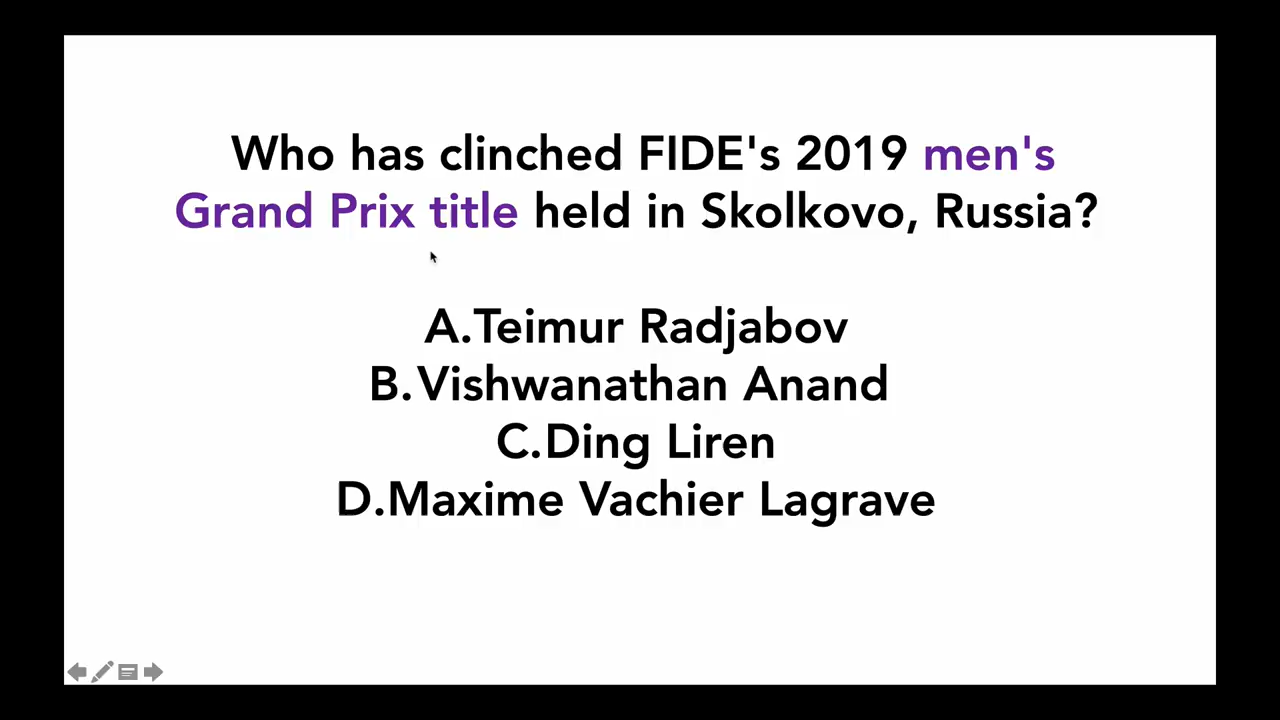 Who has clinched FIDE's 2019 men's
Grand Prix title held in Skolkovo, Russia?
A.Teimur Radjabov
B.Vishwanathan Anand
C.Ding Liren
D.Maxime Vachier Lagrave